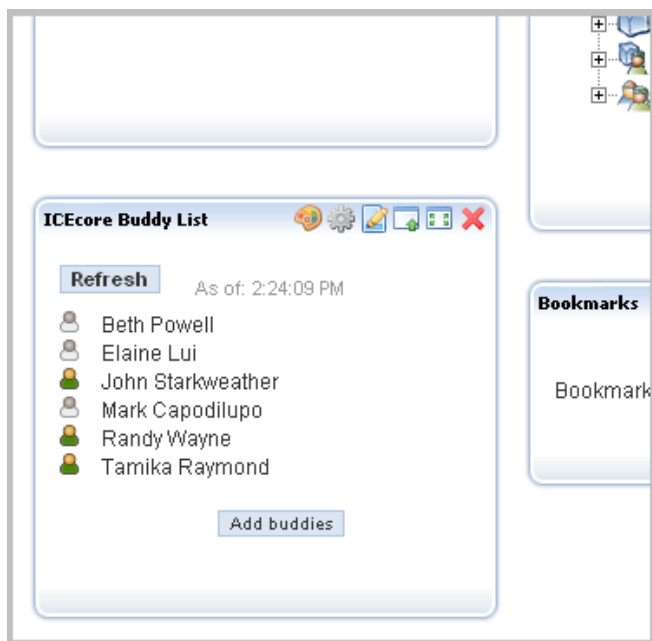 ICEcore Buddy List
Refresh
As of: 2:24:09 PM
Beth Powell
Elaine Lui
John Starkweather
Mark Capodilupo
Randy Wayne
Tamika Raymond
Add buddies
Bookmarks
Bookmark